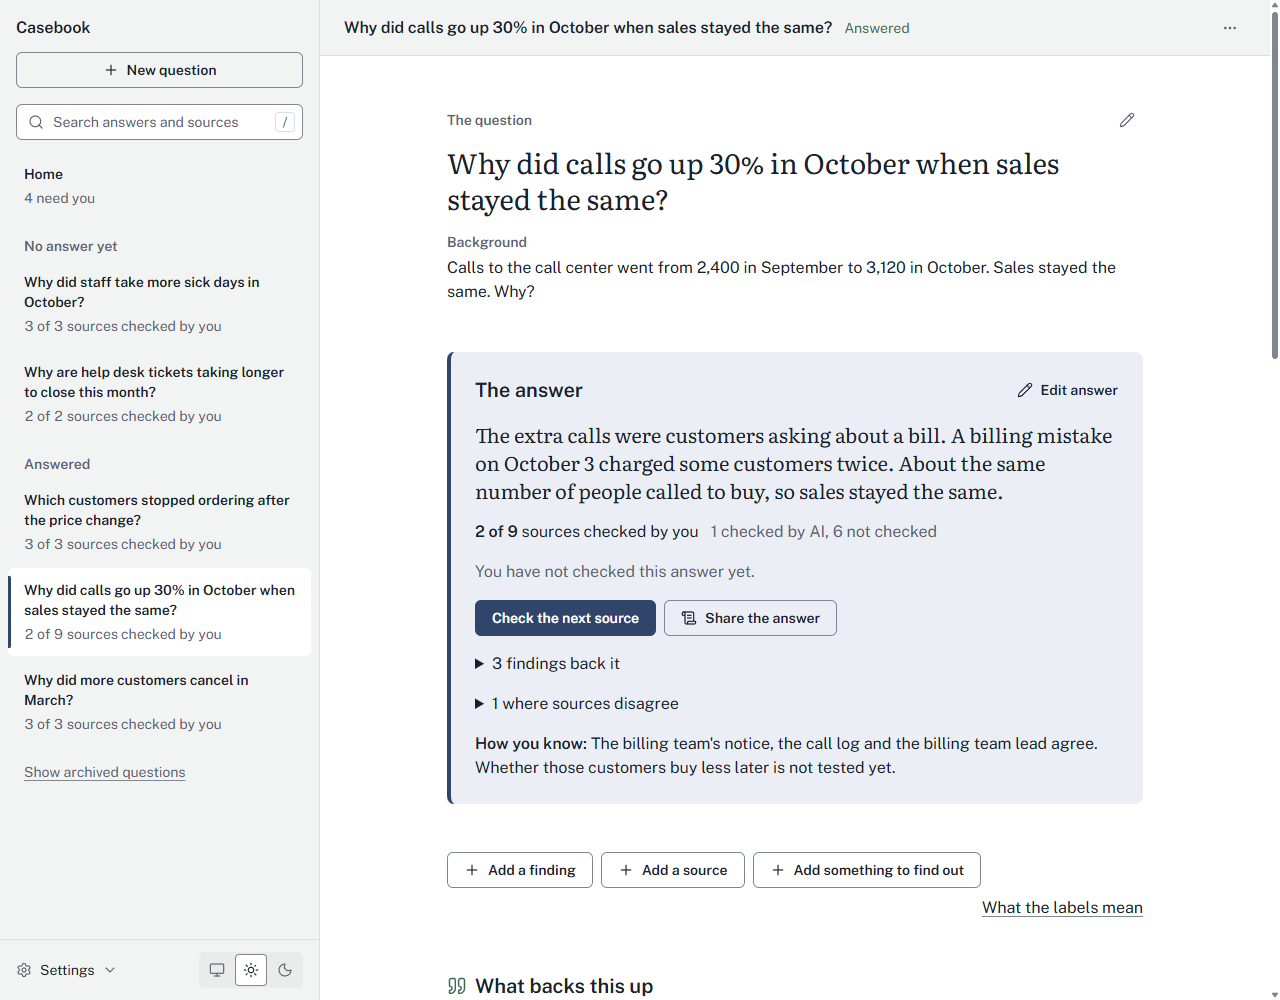 Casebook
New question
Search answers and sources
/
Home
4 need you
No answer yet
Why did staff take more sick days in
October?
3 of 3 sources checked by you
Why are help desk tickets taking longer
to close this month?
2 of 2 sources checked by you
Answered
Which customers stopped ordering after
the price change?
3 of 3 sources checked by you
Why did calls go up 30% in October when
sales stayed the same?
2 of 9 sources checked by you
Why did more customers cancel in
March?
3 of 3 sources checked by you
Show archived questions
Settings
Why did calls go up 30% in October when sales stayed the same? Answered
The question
Why did calls go up 30% in October when sales
stayed the same?
Background
Calls to the call center went from 2,400 in September to 3,120 in October. Sales stayed the
same. Why?
The answer
Edit answer
The extra calls were customers asking about a bill. A billing mistake
on October 3 charged some customers twice. About the same
number of people called to buy, so sales stayed the same.
2 of 9 sources checked by you 1 checked by AI, 6 not checked
You have not checked this answer yet.
Check the next source
Share the answer
3 findings back it
1 where sources disagree
How you know: The billing team's notice, the call log and the billing team lead agree.
Whether those customers buy less later is not tested yet.
Add a finding
Add a source
Add something to find out
What the labels mean
What backs this up